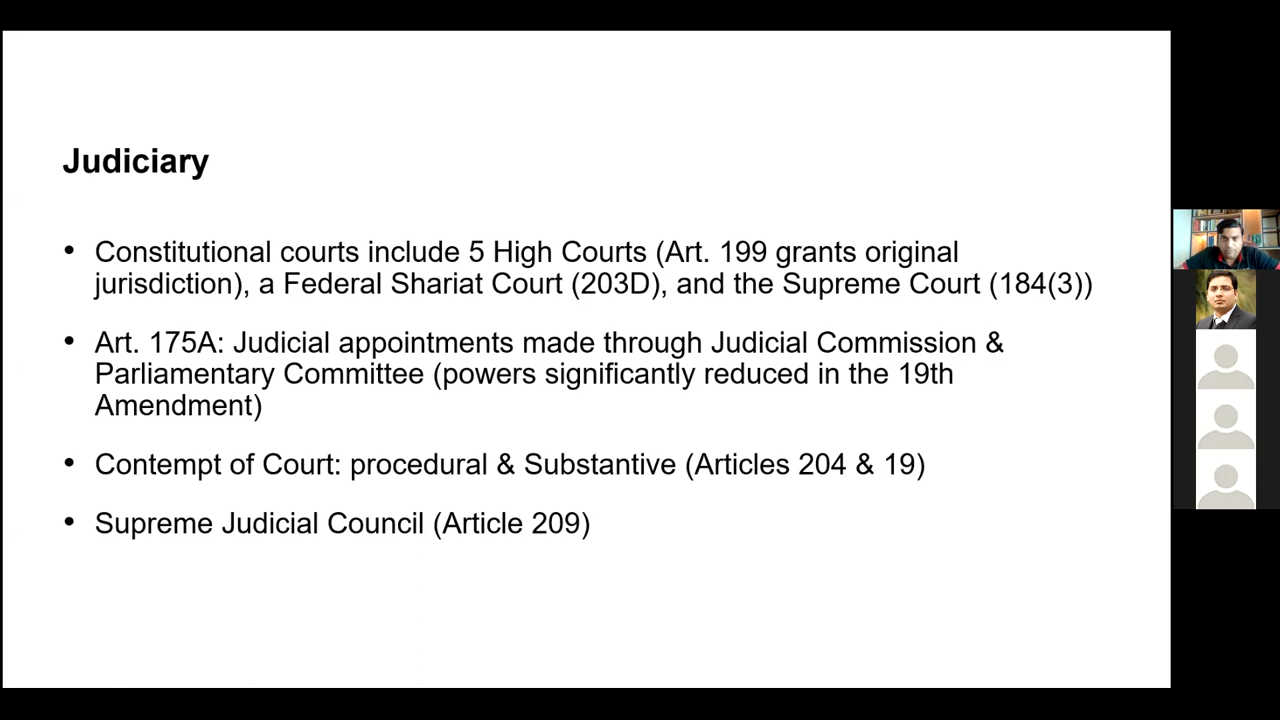 Judiciary
• Constitutional courts include 5 High Courts (Art. 199 grants original
jurisdiction), a Federal Shariat Court (203D), and the Supreme Court (184(3))
• Art. 175A: Judicial appointments made through Judicial Commission &
Parliamentary Committee (powers significantly reduced in the 19th
Amendment)
• Contempt of Court: procedural & Substantive (Articles 204 & 19)
• Supreme Judicial Council (Article 209)